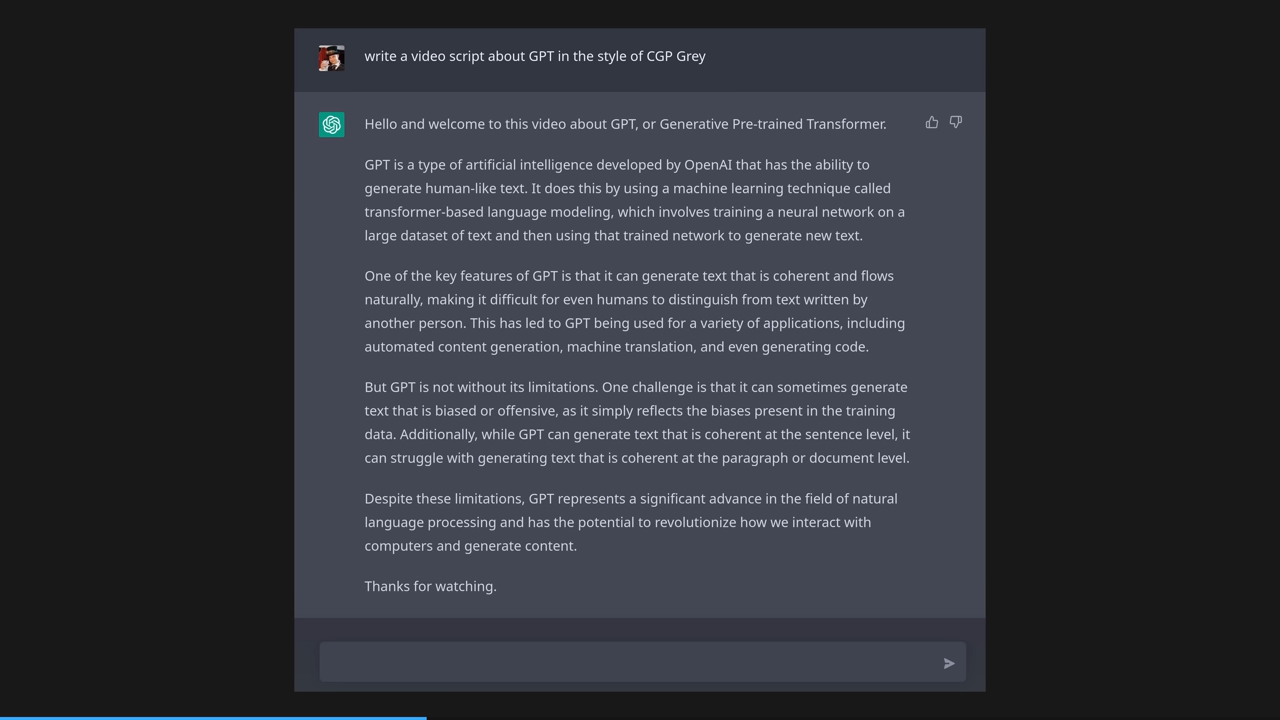 write a video script about GPT in the style of CGP Grey
Hello and welcome to this video about GPT, or Generative Pre-trained Transformer.
GPT is a type of artificial intelligence developed by OpenAI that has the ability to
generate human-like text. It does this by using a machine learning technique called
transformer-based language modeling, which involves training a neural network on a
large dataset of text and then using that trained network to generate new text.
One of the key features of GPT is that it can generate text that is coherent and flows
naturally, making it difficult for even humans to distinguish from text written by
another person. This has led to GPT being used for a variety of applications, including
automated content generation, machine translation, and even generating code.
But GPT is not without its limitations. One challenge is that it can sometimes generate
text that is biased or offensive, as it simply reflects the biases present in the training
data. Additionally, while GPT can generate text that is coherent at the sentence level, it
can struggle with generating text that is coherent at the paragraph or document level.
Despite these limitations, GPT represents a significant advance in the field of natural
language processing and has the potential to revolutionize how we interact with
computers and generate content.
Thanks for watching.